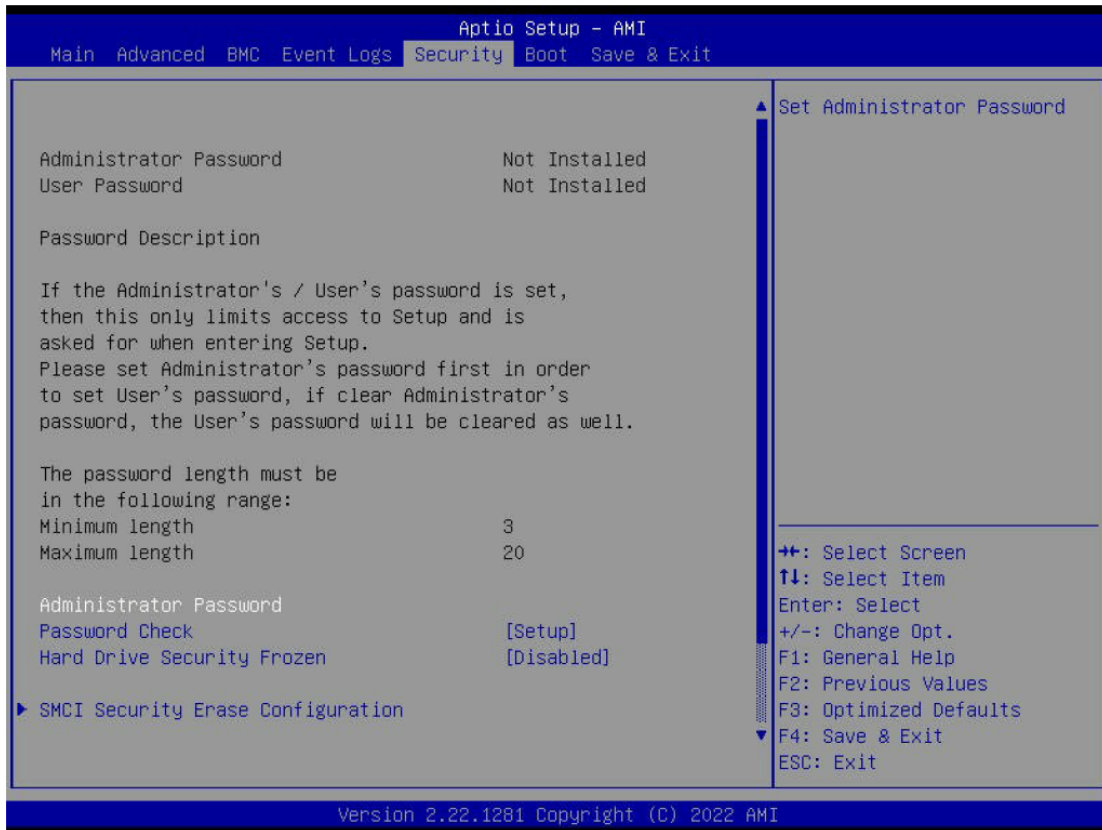 Aptio Setup – AMI
Main Advanced BMC Event Logs Security Boot Save & Exit
Set Administrator Password
Administrator Password Not Installed
User Password Not Installed
Password Description
If the Administrator's / User's password is set,
then this only limits access to Setup and is
asked for when entering Setup.
Please set Administrator's password first in order
to set User's password, if clear Administrator's
password, the User's password will be cleared as well.
The password length must be
in the following range:
Minimum length 3
Maximum length 20
Administrator Password
Password Check [Setup]
Hard Drive Security Frozen [Disabled]
SMCI Security Erase Configuration
→←: Select Screen
↑↓: Select Item
Enter: Select
+/-: Change Opt.
F1: General Help
F2: Previous Values
F3: Optimized Defaults
F4: Save & Exit
ESC: Exit
Version 2.22.1281 Copyright (C) 2022 AMI